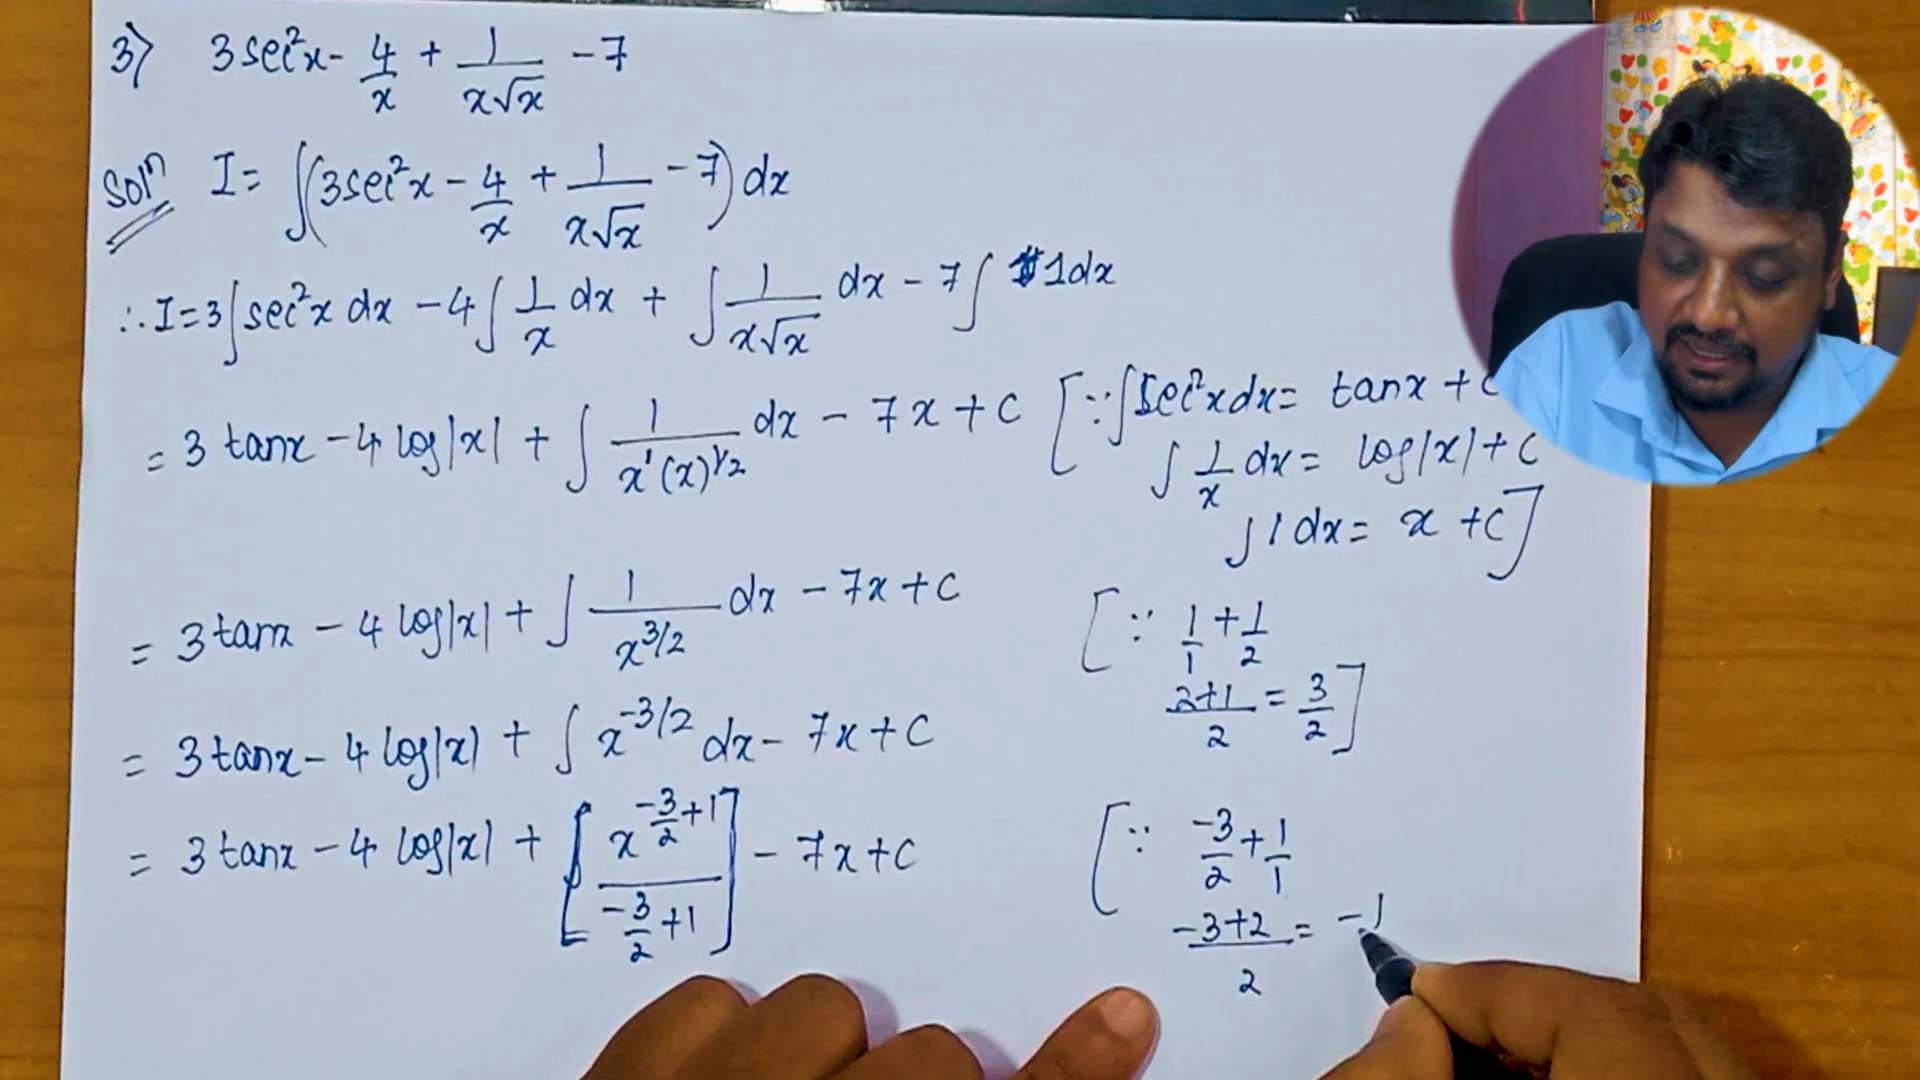 3) 3sec²x - 4/x + 1/x√x - 7
Soln I = ∫(3sec²x - 4/x + 1/x√x - 7) dx
∴ I = 3∫sec²x dx - 4∫1/x dx + ∫1/x√x dx - 7∫1dx
= 3 tanx - 4 log|x| + ∫ 1/x¹(x)^1/2 dx - 7x + c [∵ ∫sec²x dx = tanx + c
∫1/x dx = log|x| + c
∫1 dx = x + c]
= 3 tanx - 4 log|x| + ∫ 1/x^3/2 dx - 7x + c [∵ 1/1 + 1/2
2+1/2 = 3/2]
= 3 tanx - 4 log|x| + ∫ x^-3/2 dx - 7x + c
= 3 tanx - 4 log|x| + [x^-3/2+1 / -3/2+1] - 7x + c [∵ -3/2 + 1/1
-3+2/2 = -1